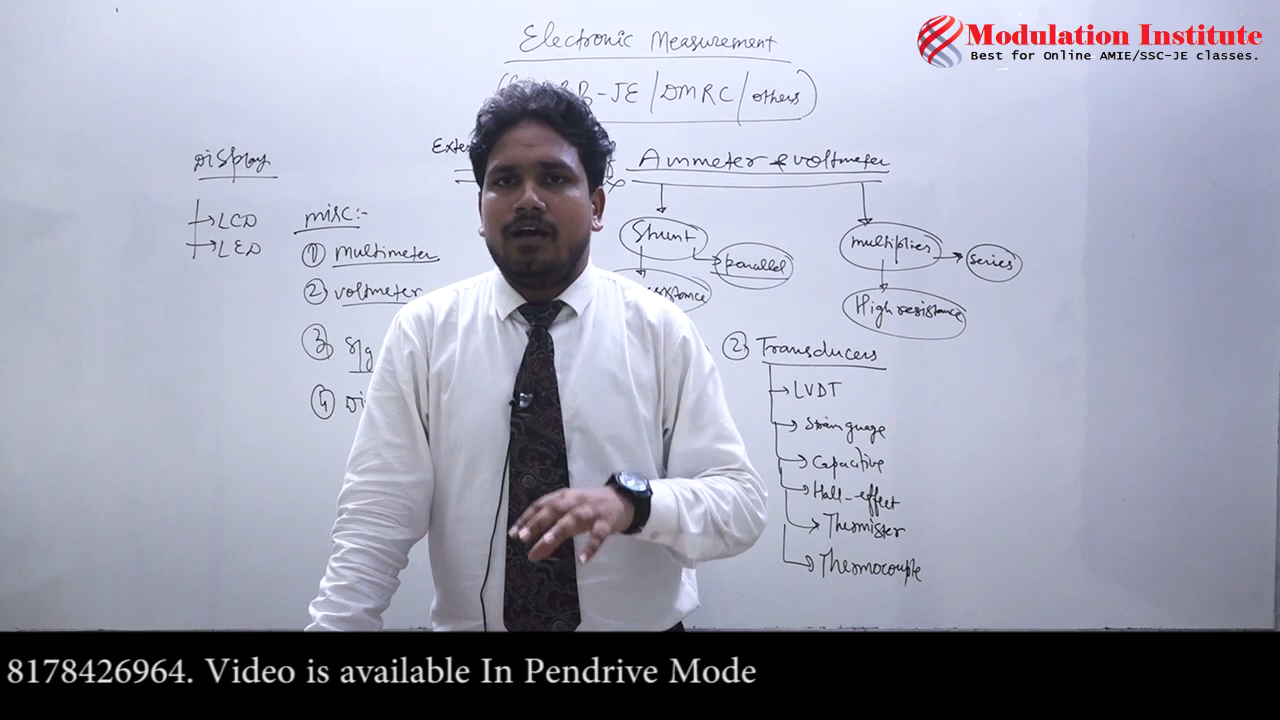 Modulation Institute
Best for Online AMIE/SSC-JE classes.
Electronic Measurement
B-JE/DMRC/others)
Ammeter & voltmeter
Display
→LCD
→LED
misc:-
① multimeter
② voltmeter
③
④
Shunt
→parallel
multiplier
→series
High resistance
② Transducers
→LVDT
→Strain guage
→Capacitive
→Hall-effect
→Thermister
→Thermocouple
8178426964. Video is available In Pendrive Mode